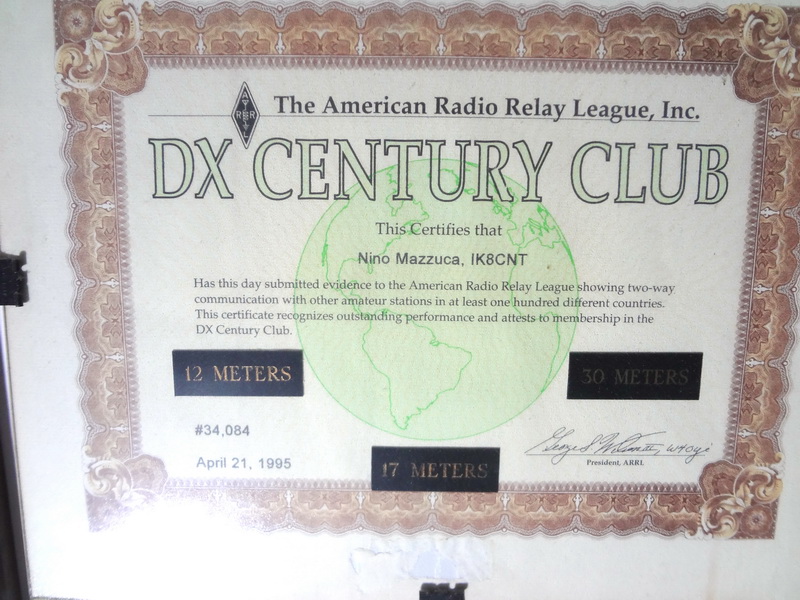 The American Radio Relay League, Inc.
DX CENTURY CLUB
This Certifies that
Nino Mazzuca, IK8CNT
Has this day submitted evidence to the American Radio Relay League showing two-way
communication with other amateur stations in at least one hundred different countries.
This certificate recognizes outstanding performance and attests to membership in the
DX Century Club.
12 METERS
30 METERS
#34,084
17 METERS
April 21, 1995
President, ARRL